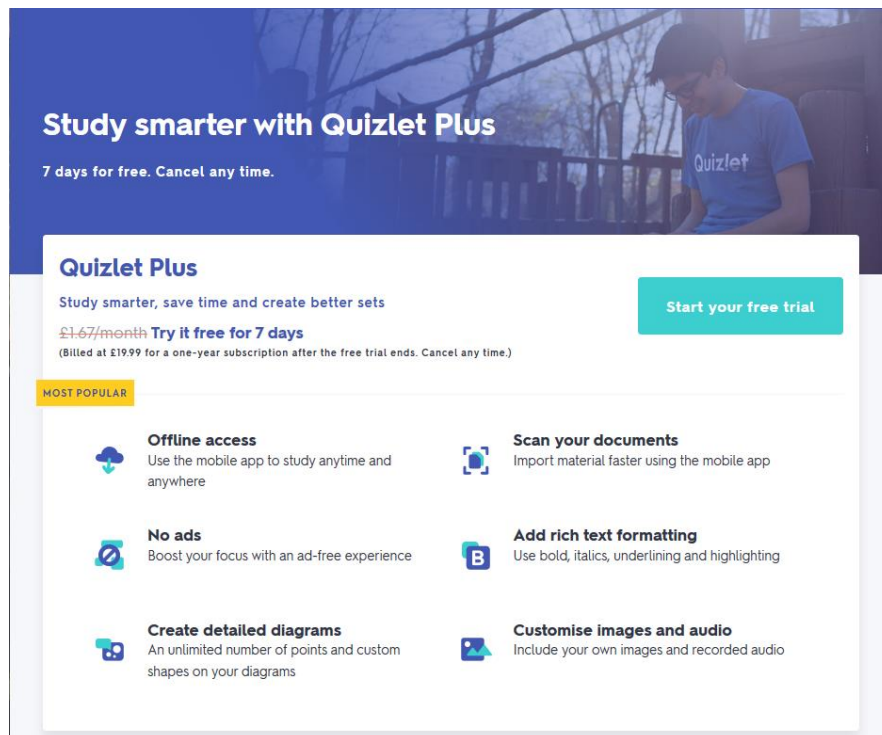 Study smarter with Quizlet Plus
7 days for free. Cancel any time.
Quizlet
Quizlet Plus
Study smarter, save time and create better sets
£1.67/month Try it free for 7 days
(Billed at £19.99 for a one-year subscription after the free trial ends. Cancel any time.)
Start your free trial
MOST POPULAR
Offline access
Use the mobile app to study anytime and
anywhere
Scan your documents
Import material faster using the mobile app
No ads
Boost your focus with an ad-free experience
Add rich text formatting
Use bold, italics, underlining and highlighting
B
Create detailed diagrams
An unlimited number of points and custom
shapes on your diagrams
Customise images and audio
Include your own images and recorded audio